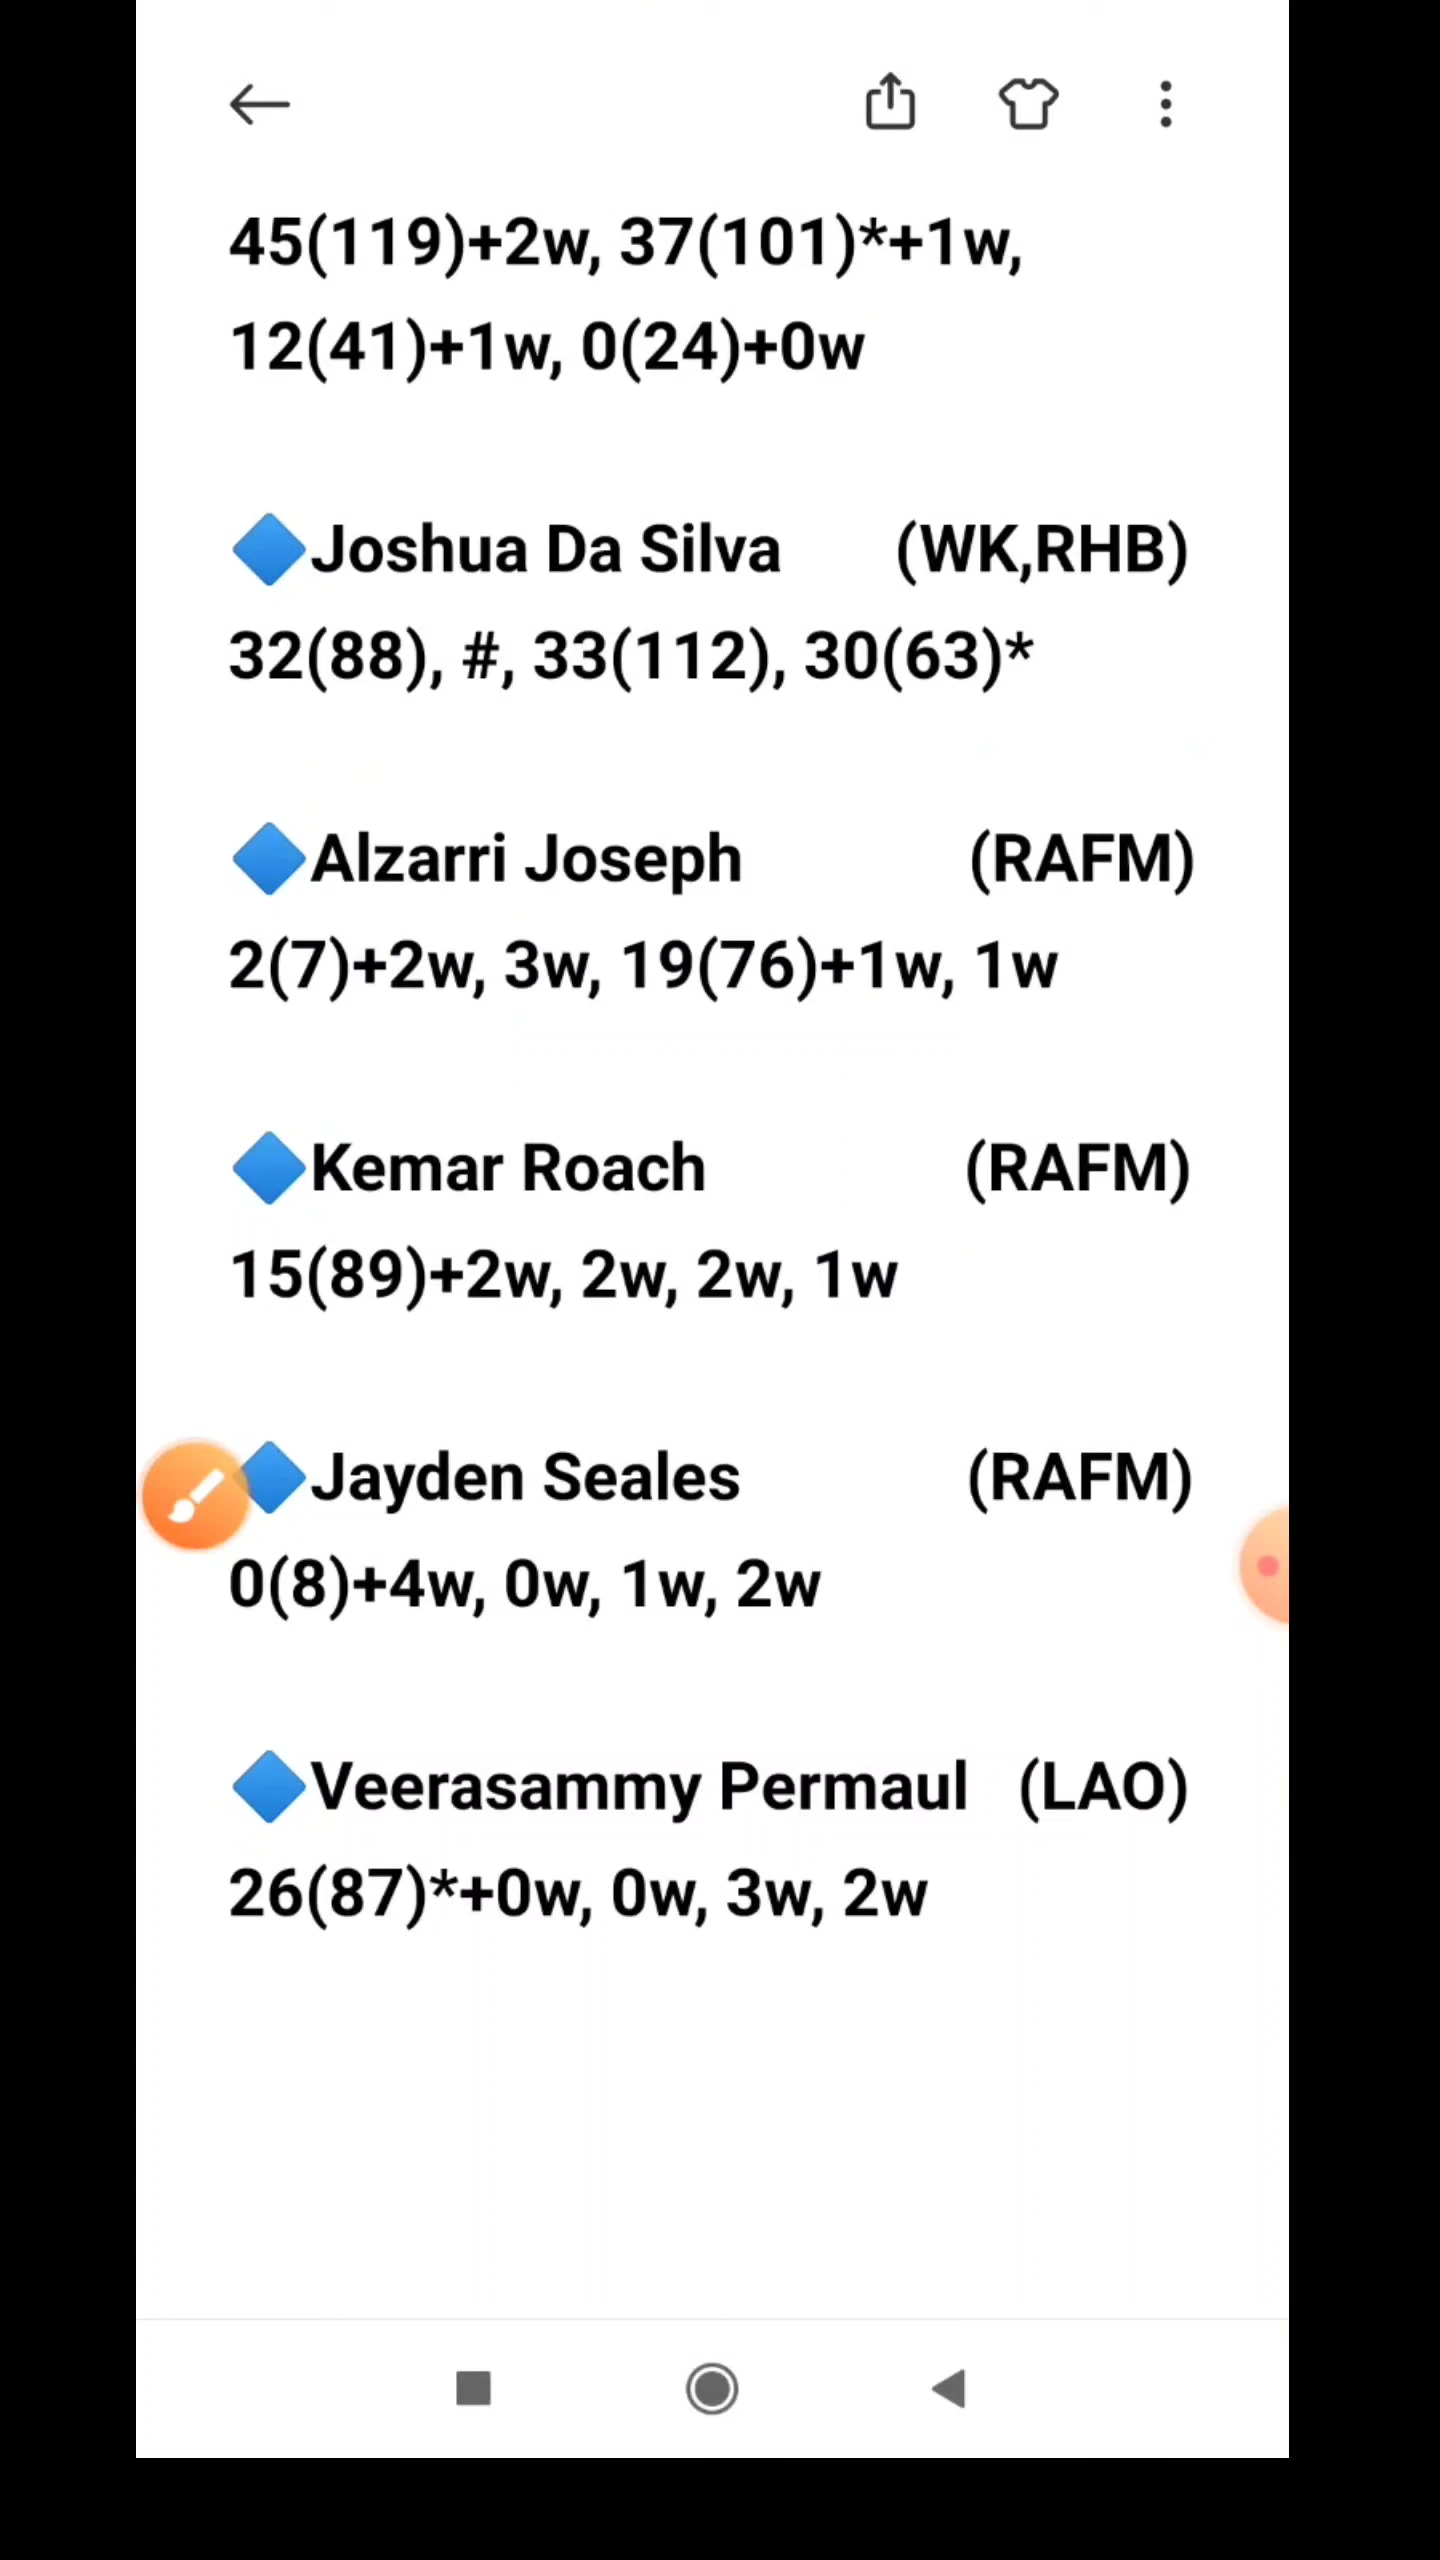 45(119)+2w, 37(101)*+1w,
12(41)+1w, 0(24)+0w
🔷Joshua Da Silva (WK,RHB)
32(88), #, 33(112), 30(63)*
🔷Alzarri Joseph (RAFM)
2(7)+2w, 3w, 19(76)+1w, 1w
🔷Kemar Roach (RAFM)
15(89)+2w, 2w, 2w, 1w
🔷Jayden Seales (RAFM)
0(8)+4w, 0w, 1w, 2w
🔷Veerasammy Permaul (LAO)
26(87)*+0w, 0w, 3w, 2w